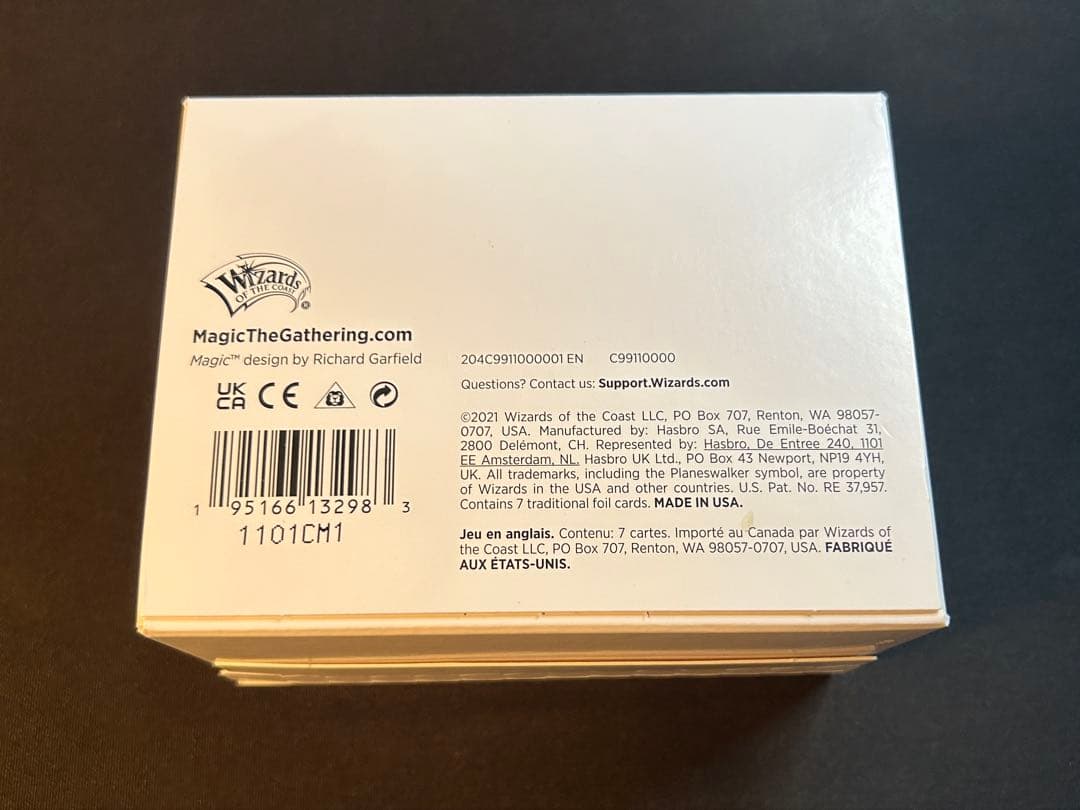 Wizards
OF THE COAST
®
MagicTheGathering.com
Magic™ design by Richard Garfield
UK
CA CE
1 95166 13298 3
1101CM1
204C9911000001 EN C99110000
Questions? Contact us: Support.Wizards.com
©2021 Wizards of the Coast LLC, PO Box 707, Renton, WA 98057-
0707, USA. Manufactured by: Hasbro SA, Rue Emile-Boéchat 31,
2800 Delémont, CH. Represented by: Hasbro, De Entree 240, 1101
EE Amsterdam, NL. Hasbro UK Ltd., PO Box 43 Newport, NP19 4YH,
UK. All trademarks, including the Planeswalker symbol, are property
of Wizards in the USA and other countries. U.S. Pat. No. RE 37,957.
Contains 7 traditional foil cards. MADE IN USA.
Jeu en anglais. Contenu: 7 cartes. Importé au Canada par Wizards of
the Coast LLC, PO Box 707, Renton, WA 98057-0707, USA. FABRIQUÉ
AUX ÉTATS-UNIS.